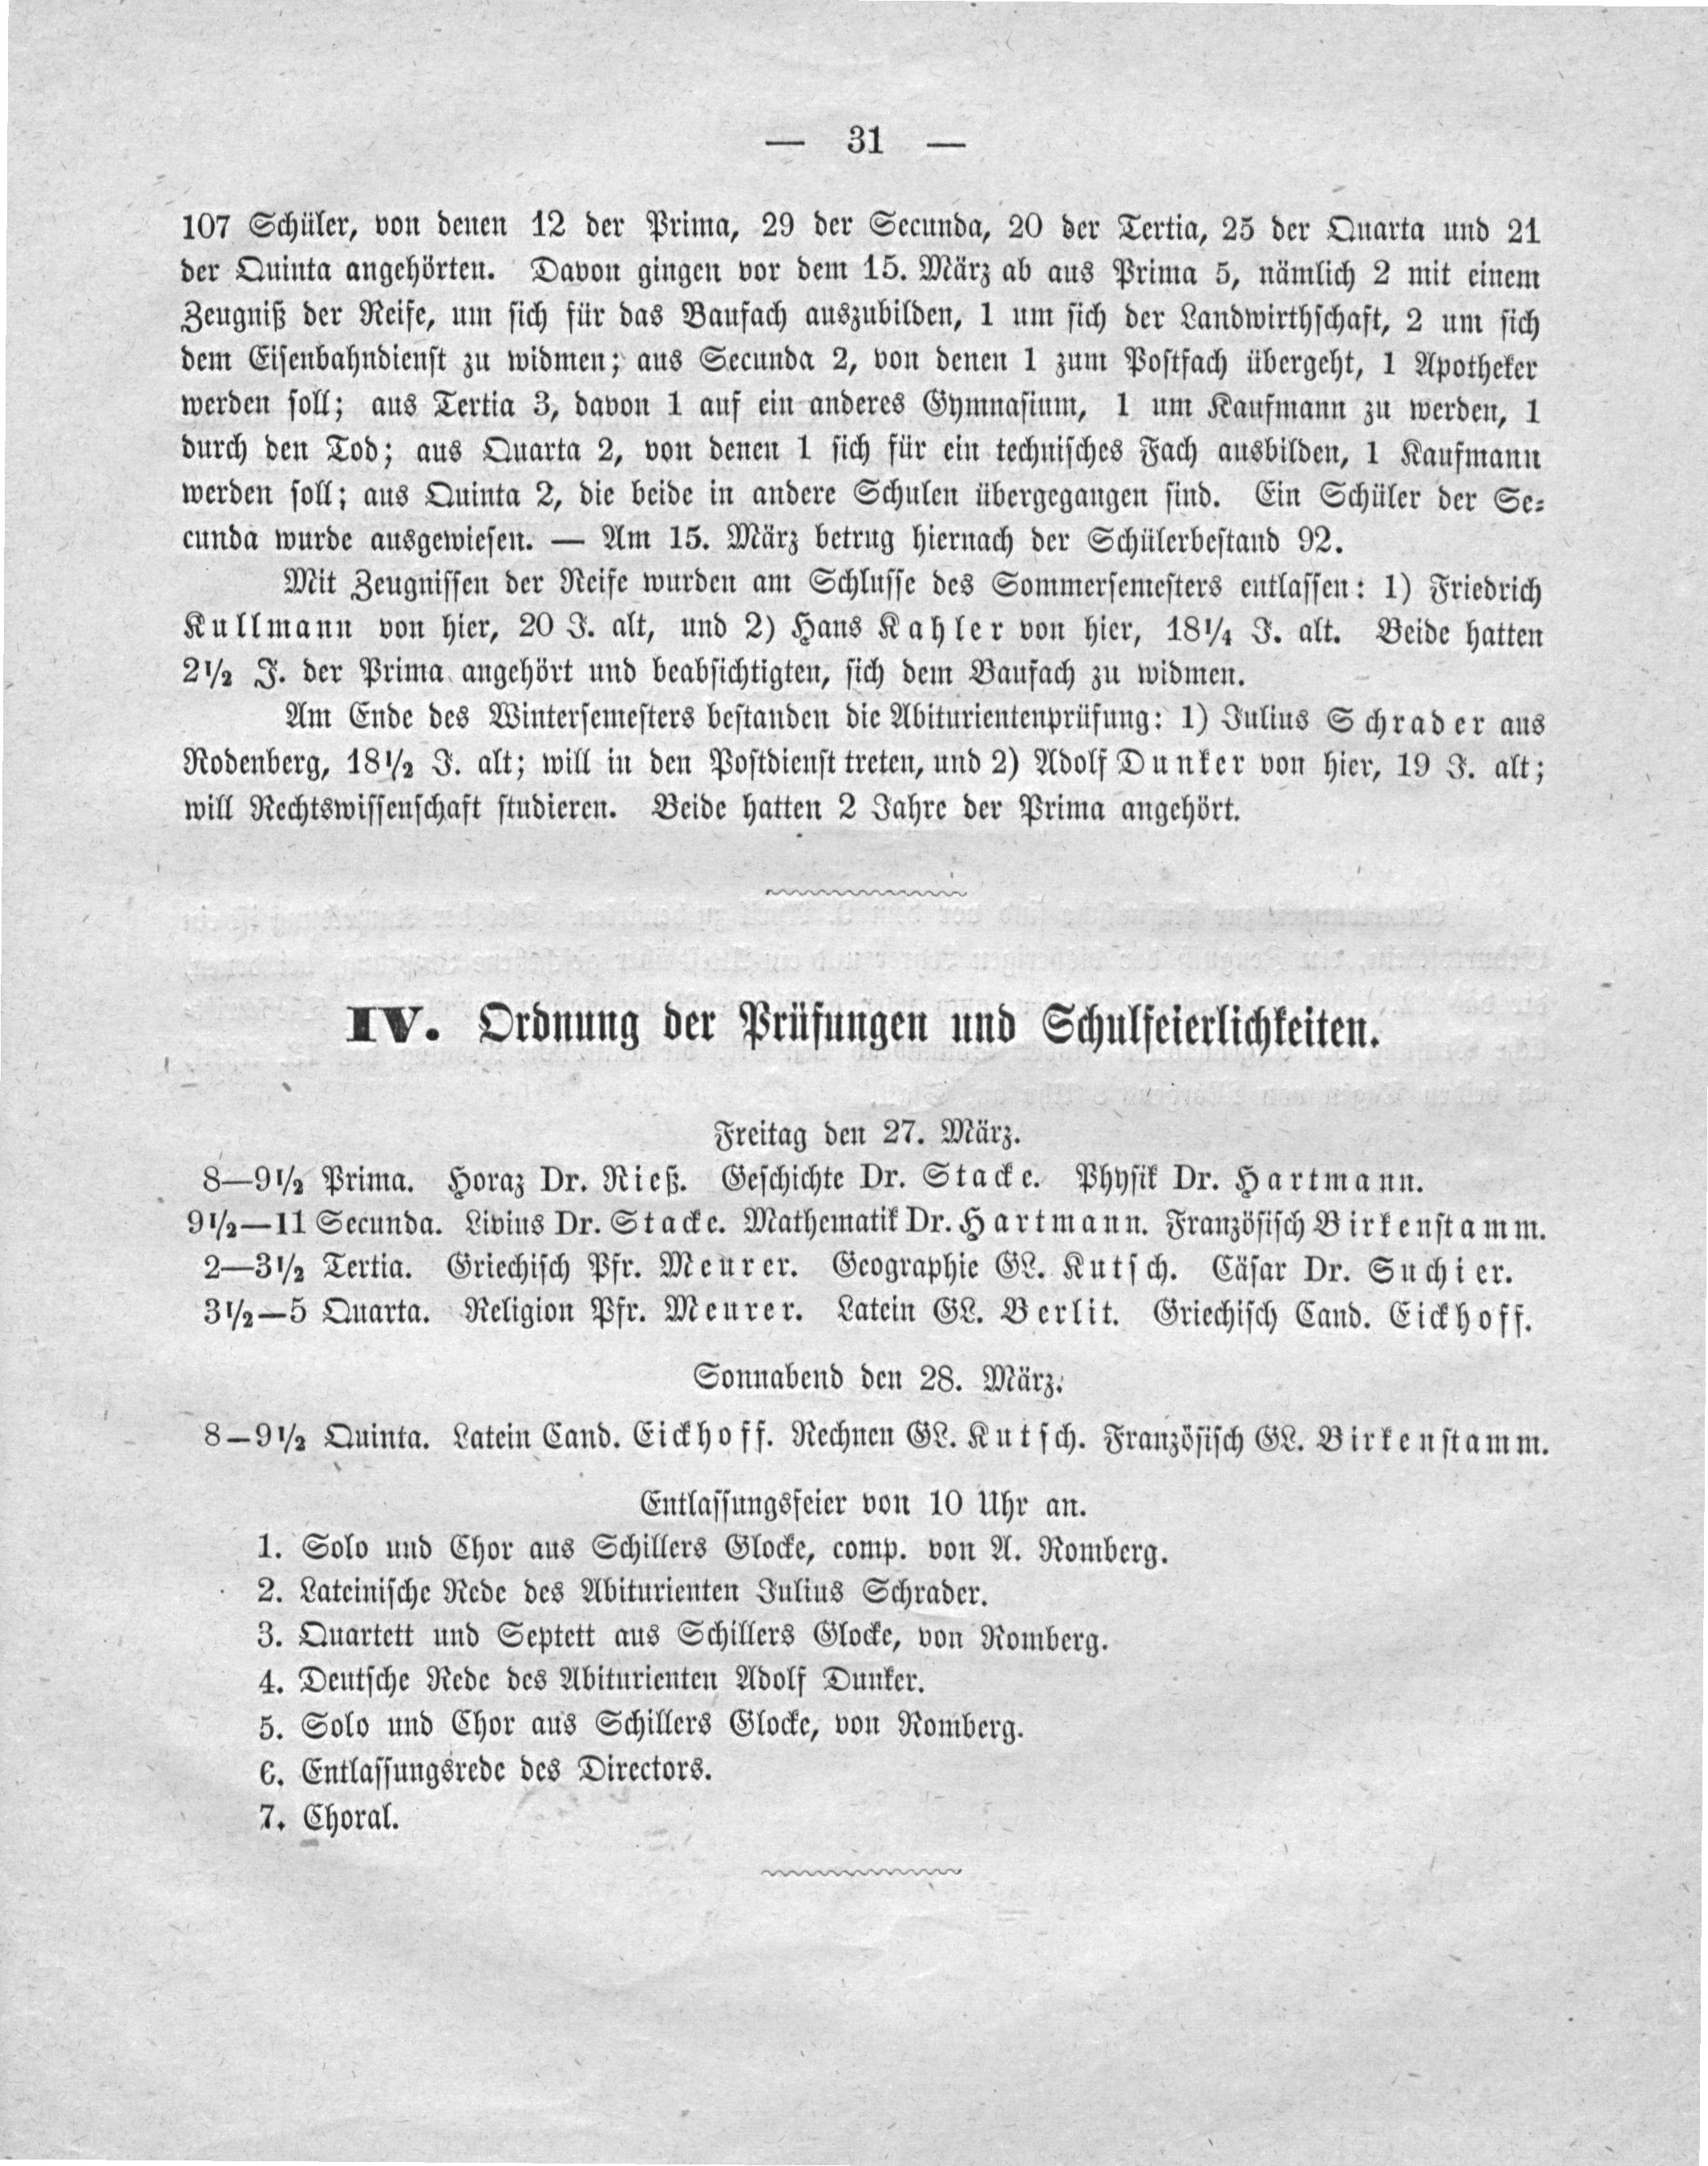 — 31 —
107 Schüler, von denen 12 der Prima, 29 der Secunda, 20 der Tertia, 25 der Quarta und 21
der Quinta angehörten. Davon gingen vor dem 15. März ab aus Prima 5, nämlich 2 mit einem
Zeugniß der Reife, um sich für das Baufach auszubilden, 1 um sich der Landwirthschaft, 2 um sich
dem Eisenbahndienst zu widmen; aus Secunda 2, von denen 1 zum Postfach übergeht, 1 Apotheker
werden soll; aus Tertia 3, davon 1 auf ein anderes Gymnasium, 1 um Kaufmann zu werden, 1
durch den Tod; aus Quarta 2, von denen 1 sich für ein technisches Fach ausbilden, 1 Kaufmann
werden soll; aus Quinta 2, die beide in andere Schulen übergegangen sind. Ein Schüler der Se-
cunda wurde ausgewiesen. — Am 15. März betrug hiernach der Schülerbestand 92.
Mit Zeugnissen der Reife wurden am Schlusse des Sommersemesters entlassen: 1) Friedrich
Kullmann von hier, 20 J. alt, und 2) Hans Kahler von hier, 18 1/4 J. alt. Beide hatten
2 1/2 J. der Prima angehört und beabsichtigten, sich dem Baufach zu widmen.
Am Ende des Wintersemesters bestanden die Abiturientenprüfung: 1) Julius Schrader aus
Rodenberg, 18 1/2 J. alt; will in den Postdienst treten, und 2) Adolf Dunker von hier, 19 J. alt;
will Rechtswissenschaft studieren. Beide hatten 2 Jahre der Prima angehört.
IV. Ordnung der Prüfungen und Schulfeierlichkeiten.
Freitag den 27. März.
8—9 1/2 Prima. Horaz Dr. Rieß. Geschichte Dr. Stacke. Physik Dr. Hartmann.
9 1/2—11 Secunda. Livius Dr. Stacke. Mathematik Dr. Hartmann. Französisch Birkenstamm.
2—3 1/2 Tertia. Griechisch Pfr. Meurer. Geographie GL. Kutsch. Cäsar Dr. Suchier.
3 1/2—5 Quarta. Religion Pfr. Meurer. Latein GL. Berlit. Griechisch Cand. Eickhoff.
Sonnabend den 28. März.
8—9 1/2 Quinta. Latein Cand. Eickhoff. Rechnen GL. Kutsch. Französisch GL. Birkenstamm.
Entlassungsfeier von 10 Uhr an.
1. Solo und Chor aus Schillers Glocke, comp. von A. Romberg.
2. Lateinische Rede des Abiturienten Julius Schrader.
3. Quartett und Septett aus Schillers Glocke, von Romberg.
4. Deutsche Rede des Abiturienten Adolf Dunker.
5. Solo und Chor aus Schillers Glocke, von Romberg.
6. Entlassungsrede des Directors.
7. Choral.